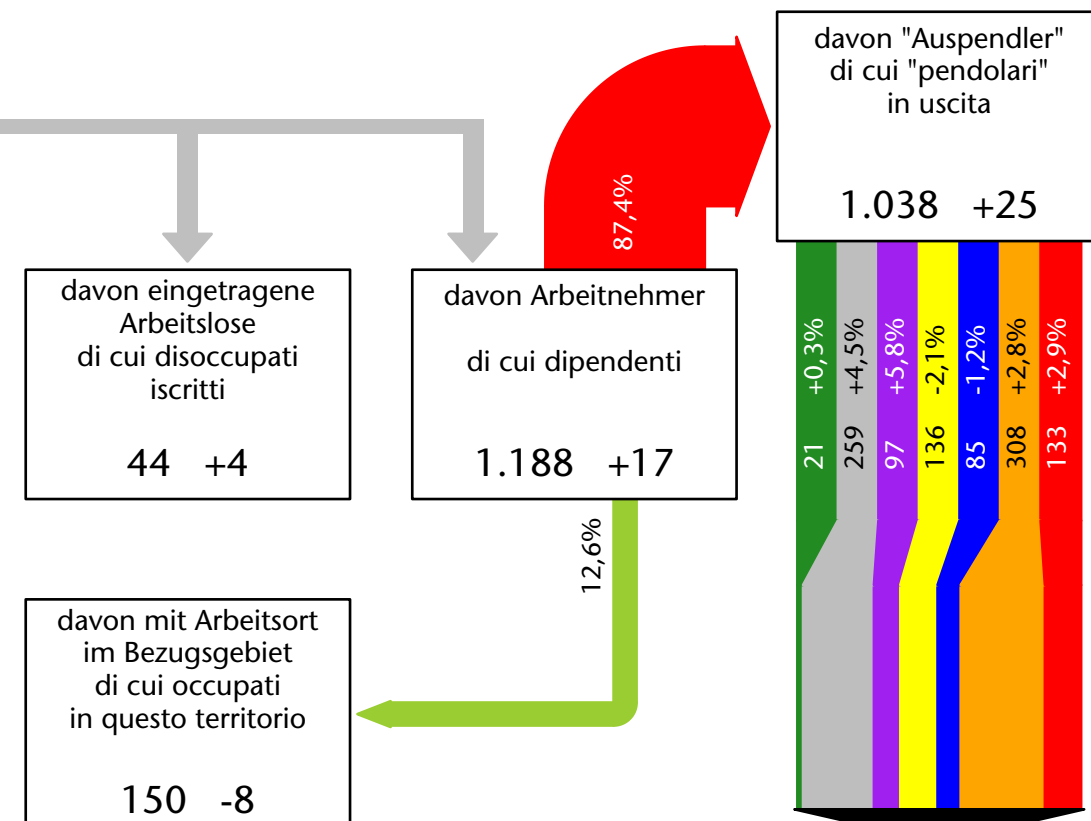 davon "Auspendler"
di cui "pendolari"
in uscita
1.038 +25
87,4%
davon eingetragene
Arbeitslose
di cui disoccupati
iscritti
44 +4
davon Arbeitnehmer
di cui dipendenti
1.188 +17
21 +0,3%
259 +4,5%
97 +5,8%
136 -2,1%
85 -1,2%
308 +2,8%
133 +2,9%
12,6%
davon mit Arbeitsort
im Bezugsgebiet
di cui occupati
in questo territorio
150 -8